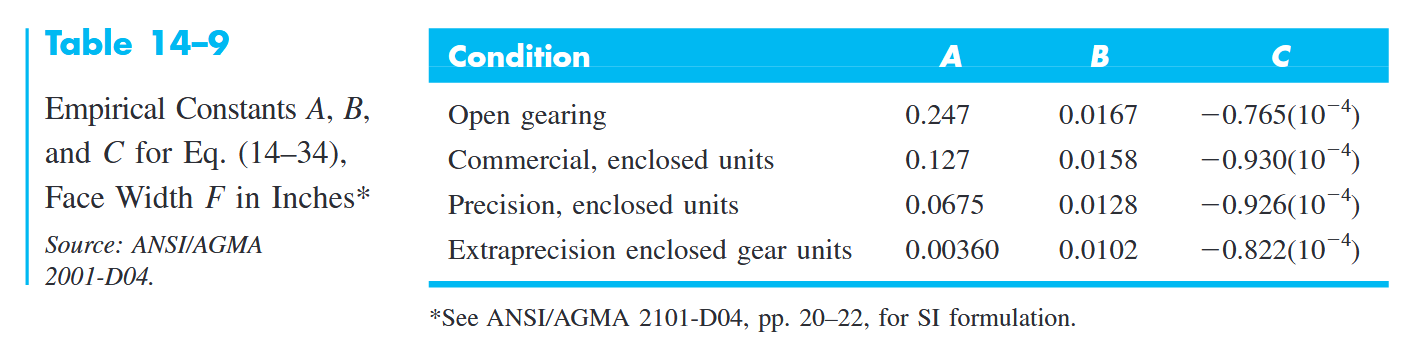 Table 14–9
Empirical Constants A, B,
and C for Eq. (14–34),
Face Width F in Inches*
Source: ANSI/AGMA
2001-D04.
Condition A B C
Open gearing 0.247 0.0167 −0.765(10⁻⁴)
Commercial, enclosed units 0.127 0.0158 −0.930(10⁻⁴)
Precision, enclosed units 0.0675 0.0128 −0.926(10⁻⁴)
Extraprecision enclosed gear units 0.00360 0.0102 −0.822(10⁻⁴)
*See ANSI/AGMA 2101-D04, pp. 20–22, for SI formulation.